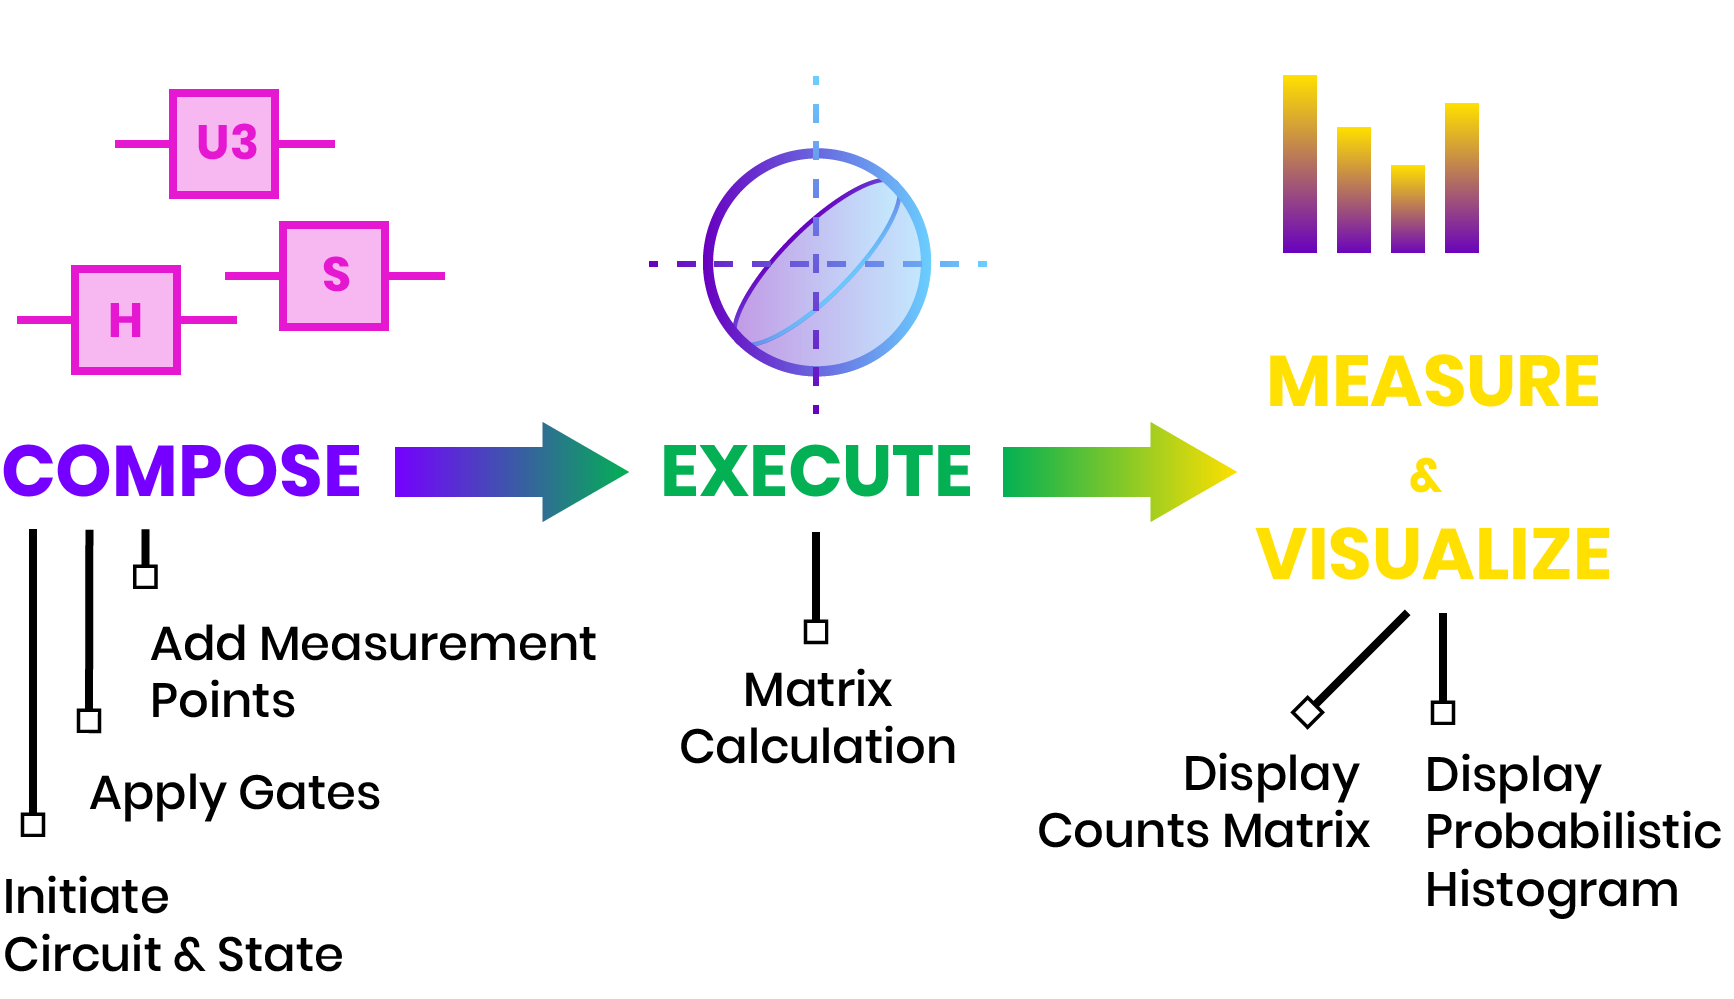 U3
S
H
COMPOSE
Add Measurement
Points
Apply Gates
Initiate
Circuit & State
EXECUTE
Matrix
Calculation
MEASURE
&
VISUALIZE
Display
Counts Matrix
Display
Probabilistic
Histogram